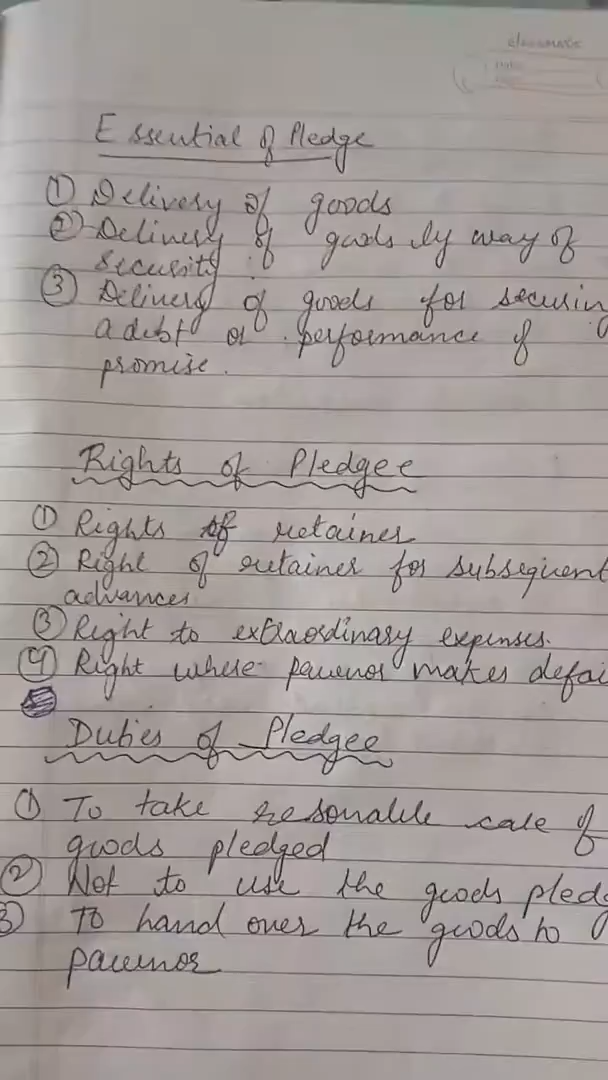 classmate
Essential of Pledge
① Delivery of goods
② Delivery of goods by way of
security
③ Delivery of goods for securing
a debt or performance of
promise.
Rights of Pledgee
① Rights of retainer
② Right of retainer for subsequent
advances
③ Right to extraordinary expenses.
④ Right where pawnor makes defau
Duties of Pledgee
① To take resonable care of
goods pledged
② Not to use the goods pledg
③ To hand over the goods to
pawnor